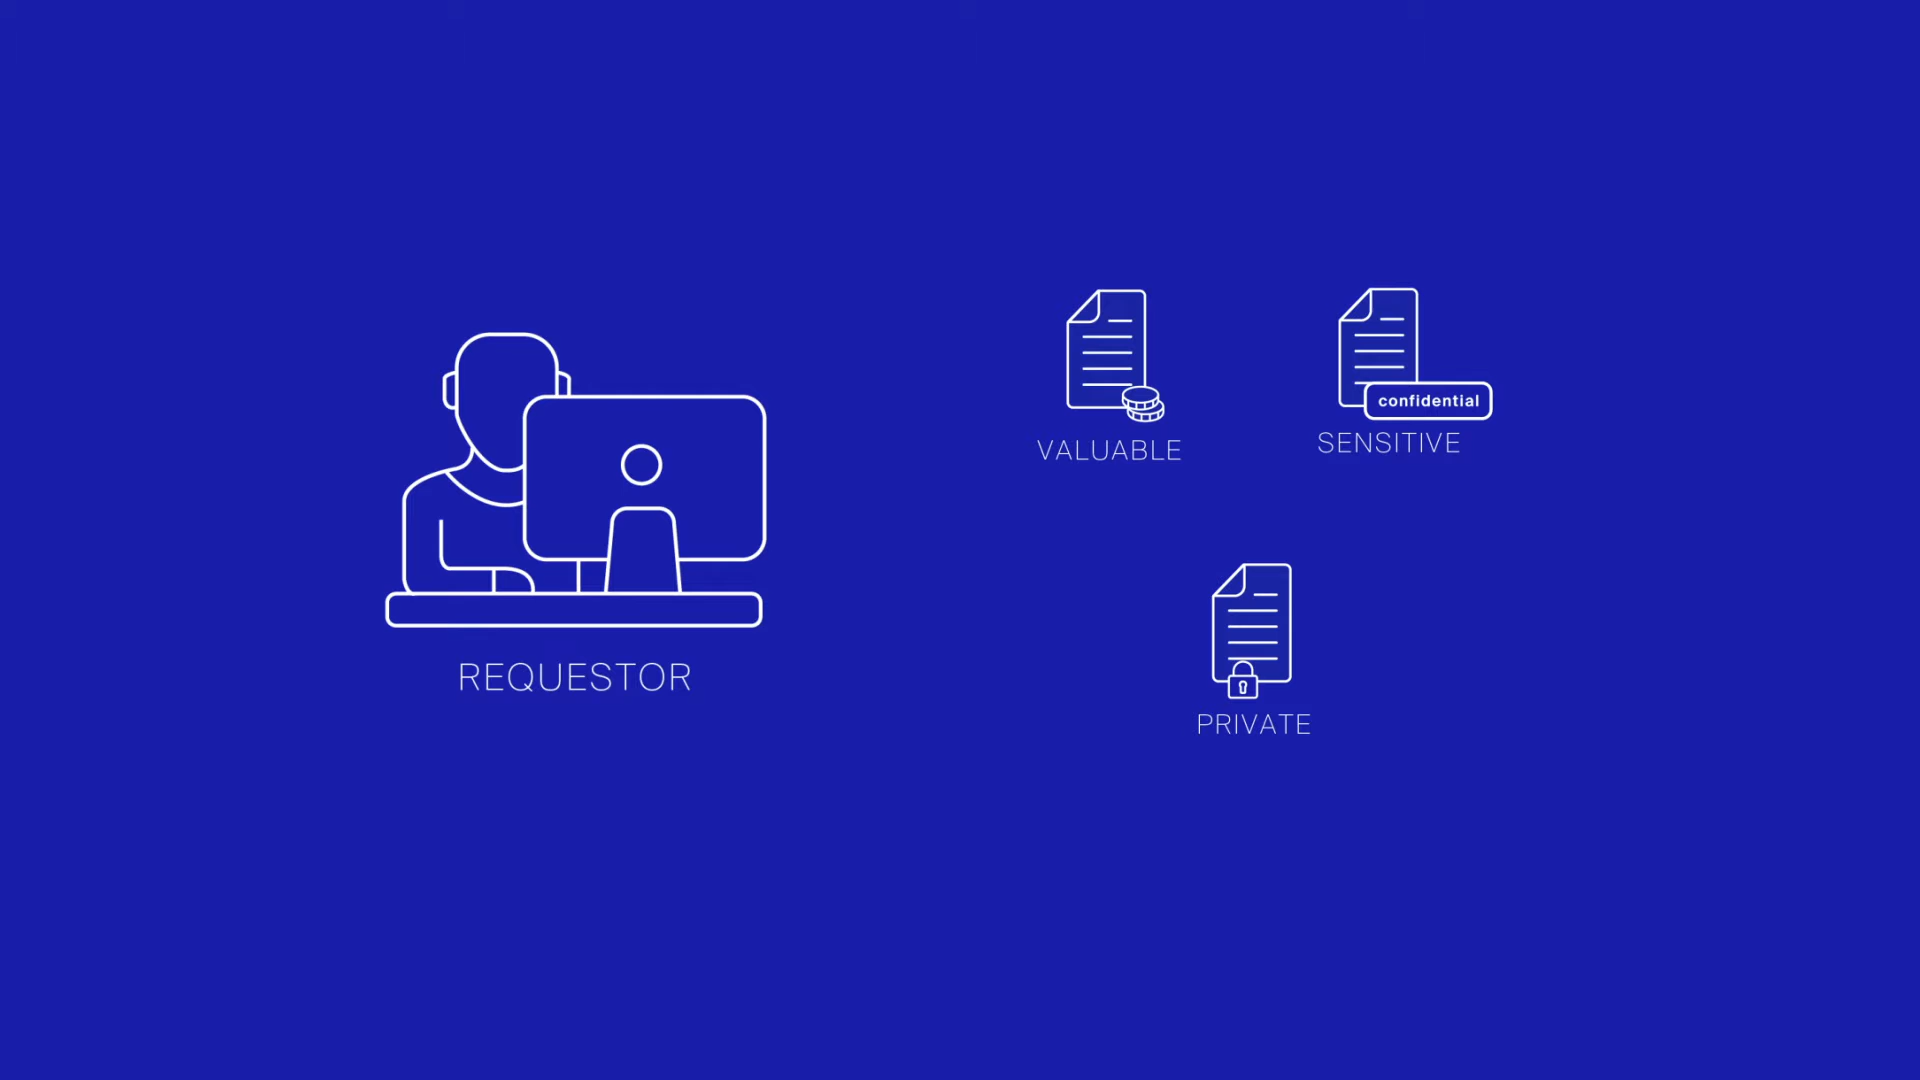 confidential
VALUABLE
SENSITIVE
REQUESTOR
PRIVATE